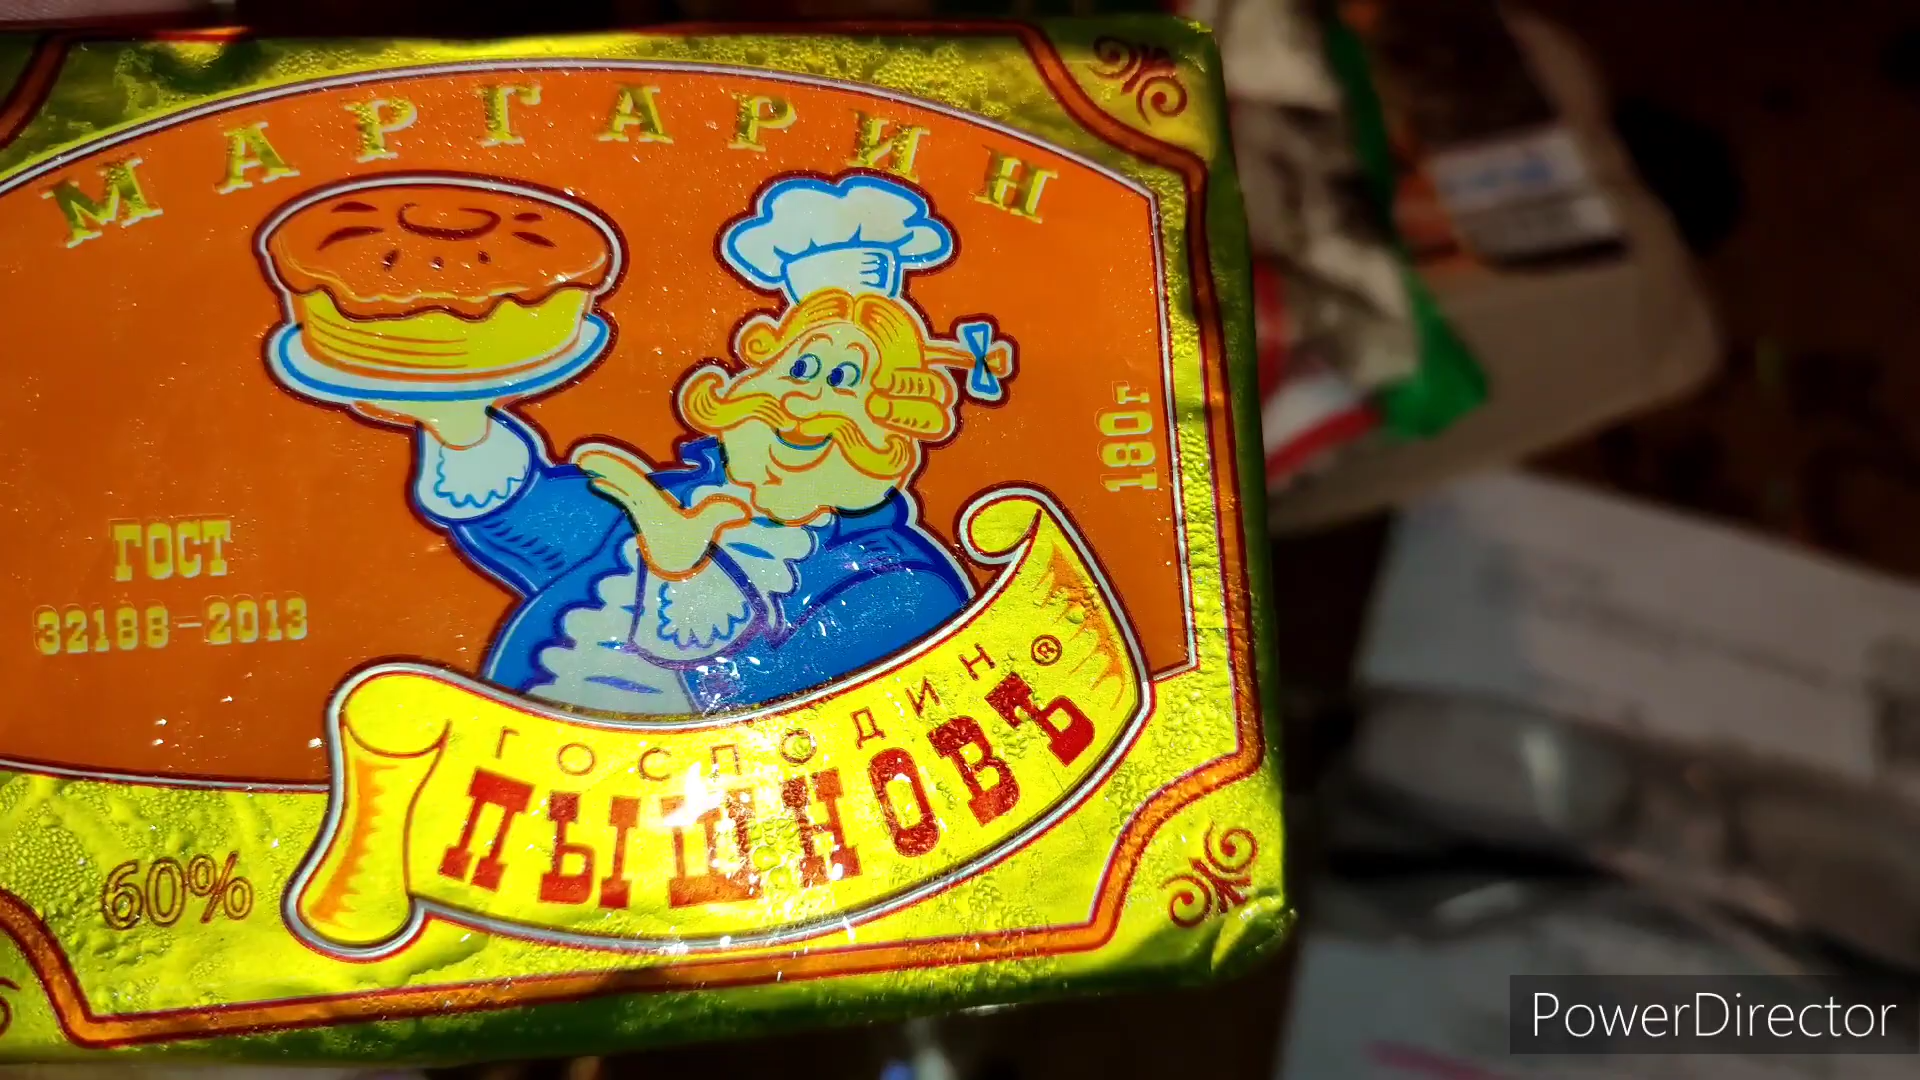 МАРГАРИН
180г
ГОСТ
32188-2013
ГОСПОДИН ®
ПЫШНОВЪ
60%
PowerDirector